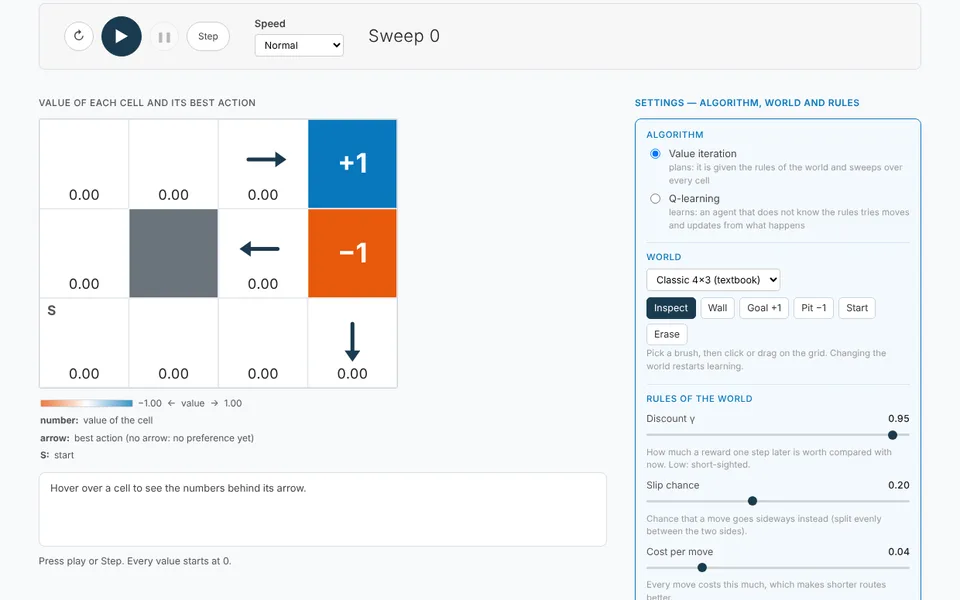 Step
Speed
Normal
Sweep 0
VALUE OF EACH CELL AND ITS BEST ACTION
+1
0.00 0.00 0.00
−1
0.00 0.00
S
0.00 0.00 0.00 0.00
−1.00 ← value → 1.00
number: value of the cell
arrow: best action (no arrow: no preference yet)
S: start
Hover over a cell to see the numbers behind its arrow.
Press play or Step. Every value starts at 0.
SETTINGS — ALGORITHM, WORLD AND RULES
ALGORITHM
Value iteration
plans: it is given the rules of the world and sweeps over
every cell
Q-learning
learns: an agent that does not know the rules tries moves
and updates from what happens
WORLD
Classic 4×3 (textbook)
Inspect Wall Goal +1 Pit −1 Start
Erase
Pick a brush, then click or drag on the grid. Changing the
world restarts learning.
RULES OF THE WORLD
Discount γ 0.95
How much a reward one step later is worth compared with
now. Low: short-sighted.
Slip chance 0.20
Chance that a move goes sideways instead (split evenly
between the two sides).
Cost per move 0.04
Every move costs this much, which makes shorter routes
better.